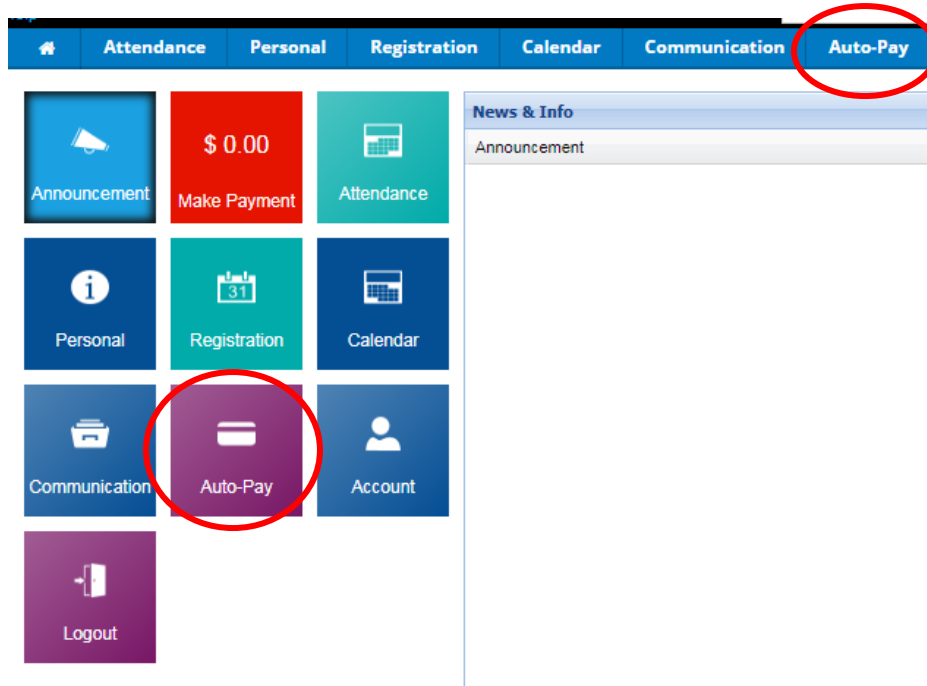 Attendance Personal Registration Calendar Communication Auto-Pay
News & Info
Announcement
$ 0.00
Announcement Make Payment Attendance
31
Personal Registration Calendar
Communication Auto-Pay Account
Logout